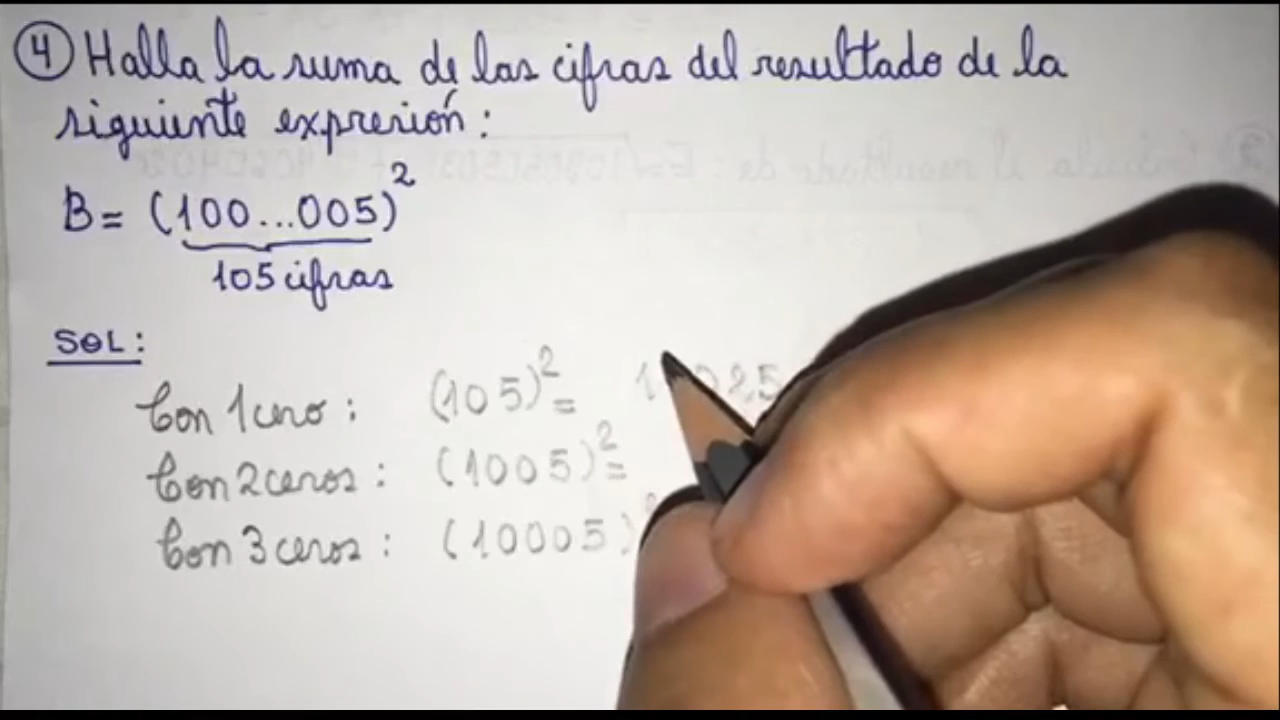 4 Halla la suma de las cifras del resultado de la
siguiente expresión:
B = (100...005)²
105 cifras
SOL:
Con 1 cero: (105)² =
Con 2 ceros: (1005)² =
Con 3 ceros: (10005)